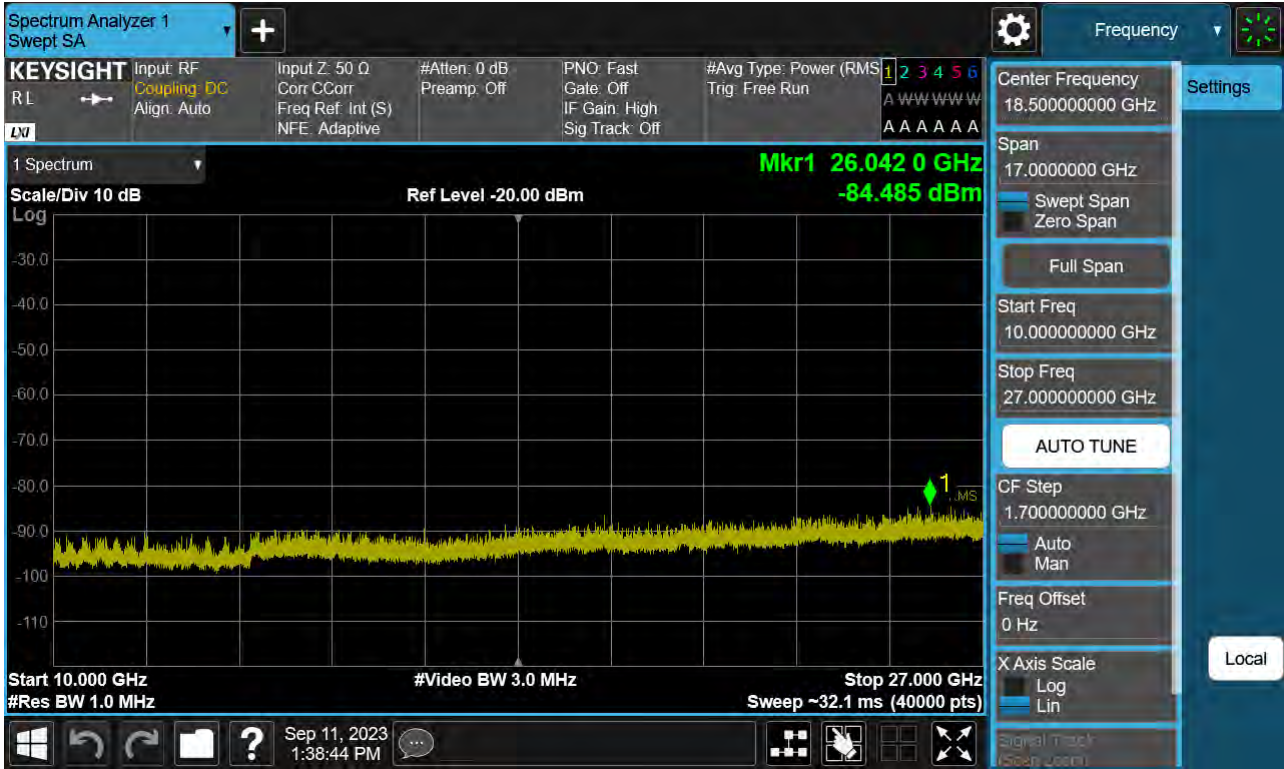 Spectrum Analyzer 1
Swept SA
+
Frequency
KEYSIGHT
RL
LXI
Input: RF
Coupling: DC
Align: Auto
Input Z: 50 Ω
Corr CCorr
Freq Ref: Int (S)
NFE: Adaptive
#Atten: 0 dB
Preamp: Off
PNO: Fast
Gate: Off
IF Gain: High
Sig Track: Off
#Avg Type: Power (RMS
Trig: Free Run
1 2 3 4 5 6
A W W W W W
A A A A A A
1 Spectrum
Scale/Div 10 dB
Log
Ref Level -20.00 dBm
Mkr1 26.042 0 GHz
-84.485 dBm
-30.0
-40.0
-50.0
-60.0
-70.0
-80.0
-90.0
-100
-110
1
Start 10.000 GHz
#Res BW 1.0 MHz
#Video BW 3.0 MHz
Stop 27.000 GHz
Sweep ~32.1 ms (40000 pts)
Center Frequency
18.500000000 GHz
Span
17.0000000 GHz
Swept Span
Zero Span
Full Span
Start Freq
10.000000000 GHz
Stop Freq
27.000000000 GHz
AUTO TUNE
CF Step
1.700000000 GHz
Auto
Man
Freq Offset
0 Hz
X Axis Scale
Log
Lin
Signal Track
(Span Zoom)
Settings
Local
?
Sep 11, 2023
1:38:44 PM